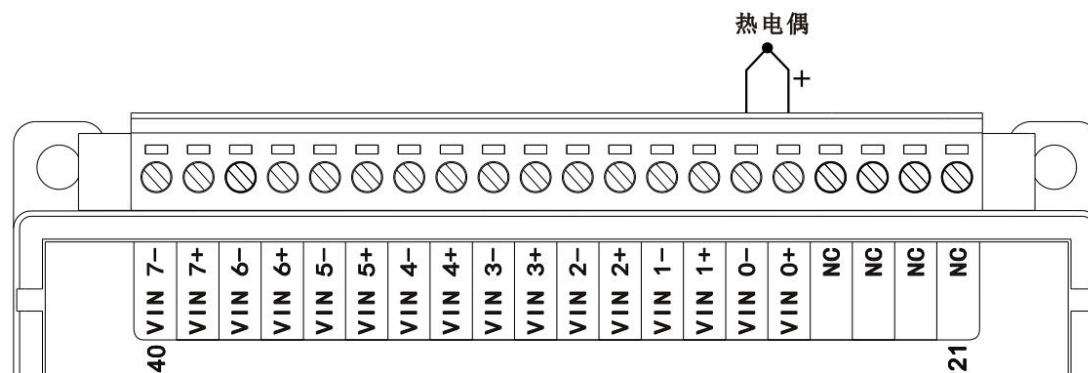 热电偶
+
VIN 7-
VIN 7+
VIN 6-
VIN 6+
VIN 5-
VIN 5+
VIN 4-
VIN 4+
VIN 3-
VIN 3+
VIN 2-
VIN 2+
VIN 1-
VIN 1+
VIN 0-
VIN 0+
NC
NC
NC
NC
40
21